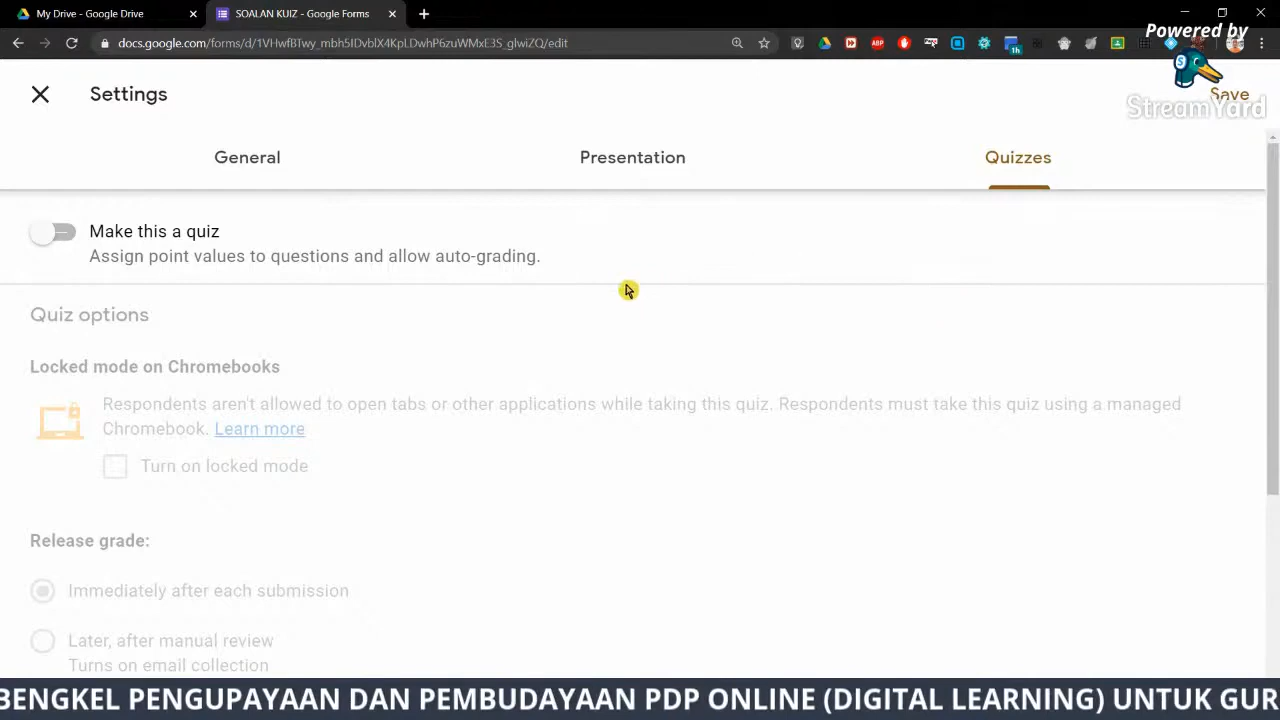 My Drive - Google Drive
SOALAN KUIZ - Google Forms
Powered by
docs.google.com/forms/d/1VHwfBTwy_mbh5IDvblX4KpLDwhP6zuWMxE3S_glwiZQ/edit
ABP
1h
Settings
Save
StreamYard
General
Presentation
Quizzes
Make this a quiz
Assign point values to questions and allow auto-grading.
Quiz options
Locked mode on Chromebooks
Respondents aren't allowed to open tabs or other applications while taking this quiz. Respondents must take this quiz using a managed
Chromebook. Learn more
Turn on locked mode
Release grade:
Immediately after each submission
Later, after manual review
Turns on email collection
BENGKEL PENGUPAYAAN DAN PEMBUDAYAAN PDP ONLINE (DIGITAL LEARNING) UNTUK GUR